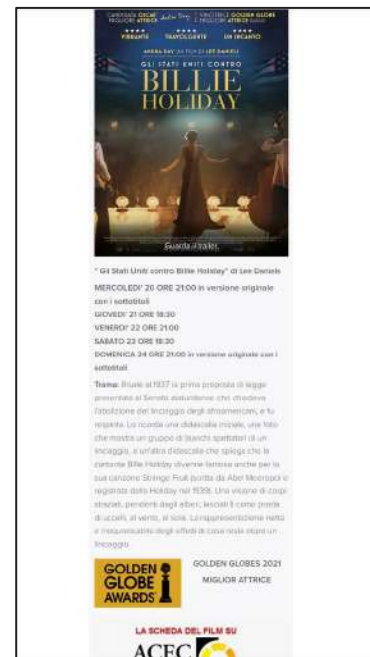 CANDIDATA OSCAR
MIGLIORE ATTRICE
Andra Day
VINCITRICE GOLDEN GLOBE
MIGLIORE ATTRICE
VIBRANTE
TRAVOLGENTE
UN INCANTO
ANDRA DAY UN FILM DI LEE DANIELS
GLI STATI UNITI CONTRO
BILLIE
HOLIDAY
Guarda il trailer
" Gli Stati Uniti contro Billie Holiday" di Lee Daniels
MERCOLEDI' 20 ORE 21:00 in versione originale
con i sottotitoli
GIOVEDI' 21 ORE 18:30
VENERDI' 22 ORE 21:00
SABATO 23 ORE 18:30
DOMENICA 24 ORE 21:00 in versione originale con i
sottotitoli
Trama: Risale al 1937 la prima proposta di legge
presentata al Senato statunitense che chiedeva
l'abolizione del linciaggio degli afroamericani, e fu
respinta. Lo ricorda una didascalia iniziale, una foto
che mostra un gruppo di bianchi spettatori di un
linciaggio, e un'altra didascalia che spiega che la
cantante Billie Holiday divenne famosa anche per la
sua canzone Strange Fruit (scritta da Abel Meeropol e
registrata dalla Holiday nel 1939). Una visione di corpi
straziati, pendenti dagli alberi, lasciati lì come preda
di uccelli, al vento, al sole. La rappresentazione netta
e inequivocabile degli effetti di cosa resta dopo un
linciaggio.
GOLDEN
GLOBE
AWARDS
GOLDEN GLOBES 2021
MIGLIOR ATTRICE
LA SCHEDA DEL FILM SU
ACEC